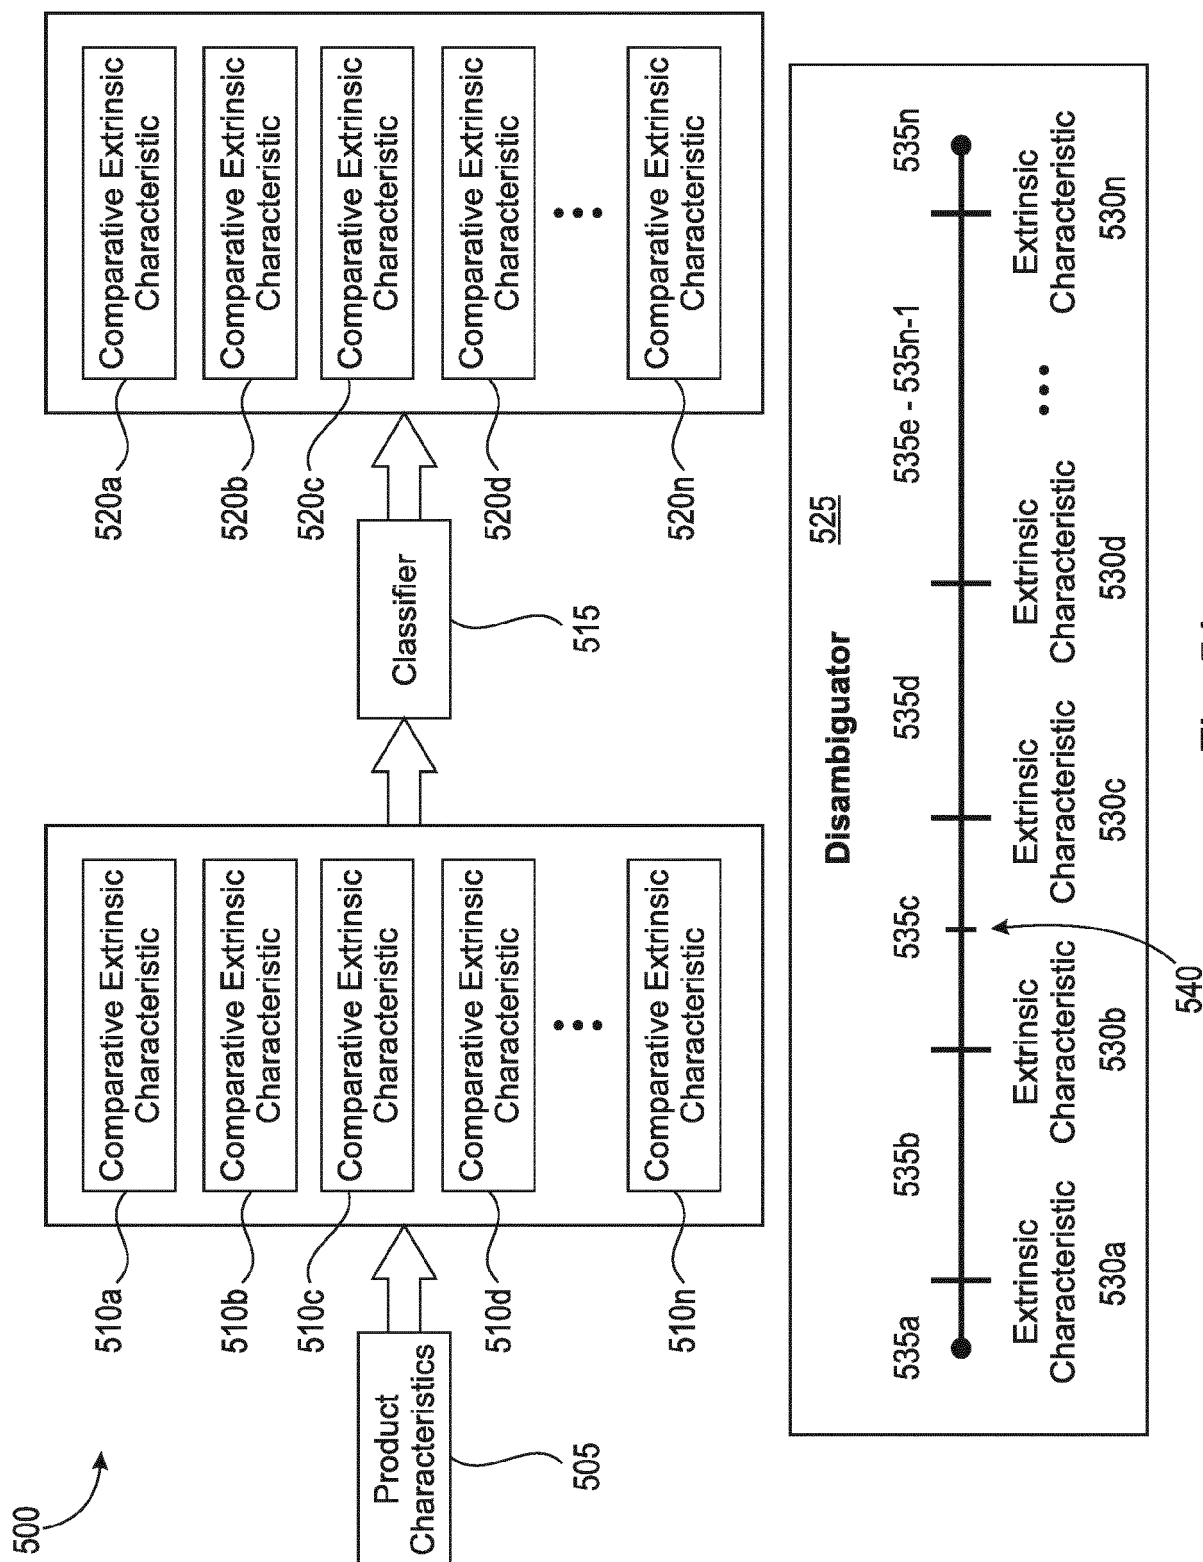 500
Product
Characteristics
505
510a
Comparative Extrinsic
Characteristic
510b
Comparative Extrinsic
Characteristic
510c
Comparative Extrinsic
Characteristic
510d
Comparative Extrinsic
Characteristic
510n
Comparative Extrinsic
Characteristic
Classifier
515
520a
Comparative Extrinsic
Characteristic
520b
Comparative Extrinsic
Characteristic
520c
Comparative Extrinsic
Characteristic
520d
Comparative Extrinsic
Characteristic
520n
Comparative Extrinsic
Characteristic
Disambiguator 525
535a 535b 535c 535d 535e - 535n-1 535n
Extrinsic
Characteristic
530a
Extrinsic
Characteristic
530b
Extrinsic
Characteristic
530c
Extrinsic
Characteristic
530d
Extrinsic
Characteristic
530n
540